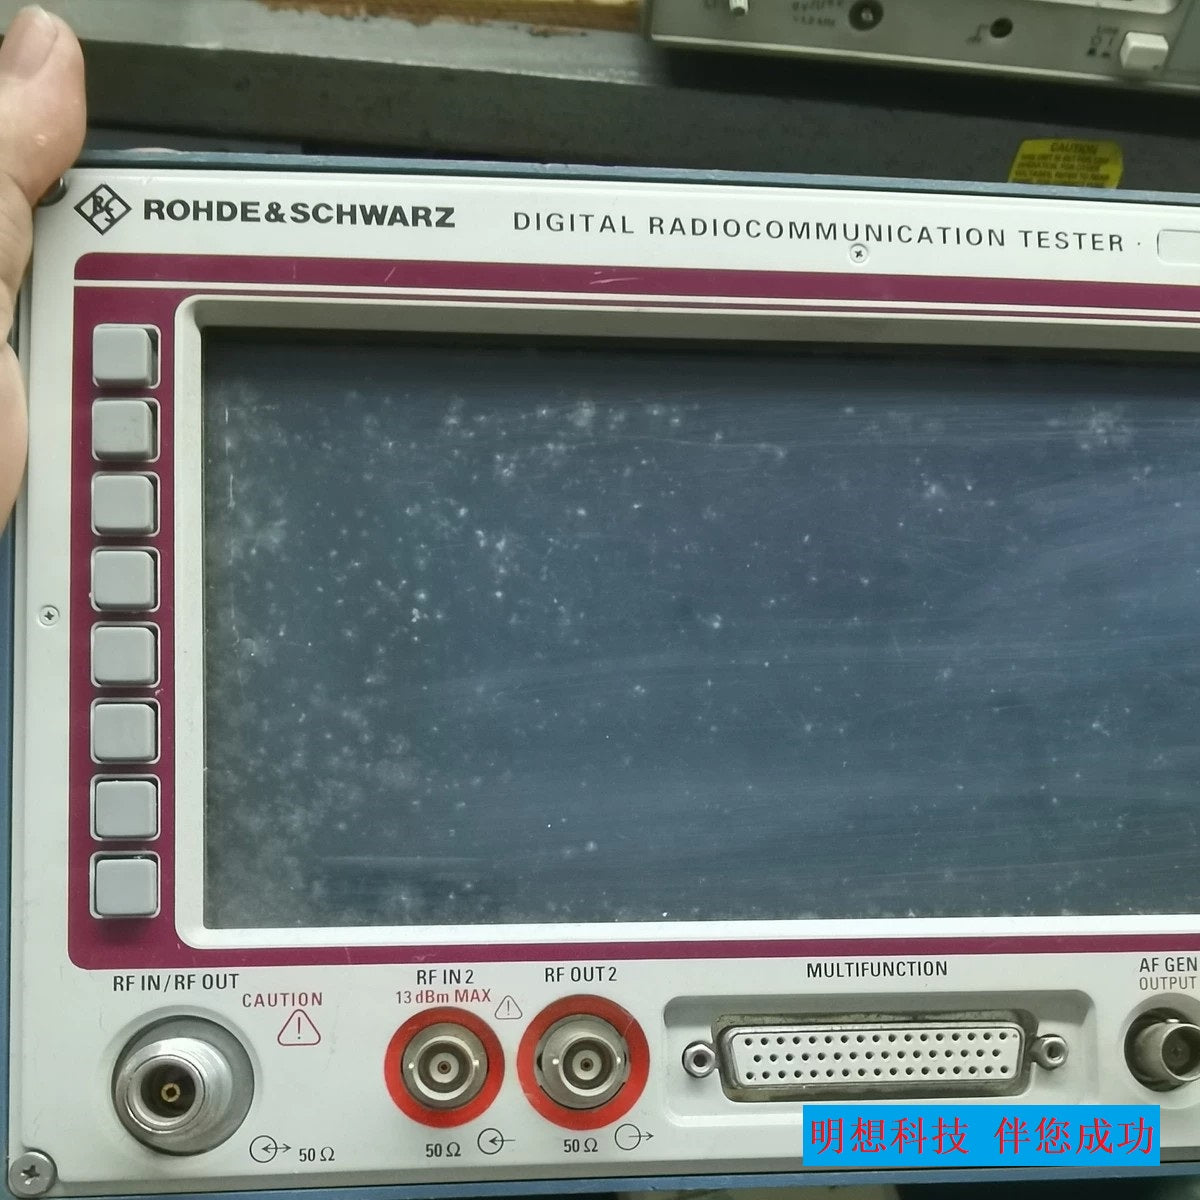 CAUTION
R&S
ROHDE&SCHWARZ
DIGITAL RADIOCOMMUNICATION TESTER
RF IN/RF OUT
CAUTION
RF IN 2
13 dBm MAX
RF OUT 2
MULTIFUNCTION
AF GEN
OUTPUT
50 Ω
50 Ω
50 Ω
明想科技 伴您成功